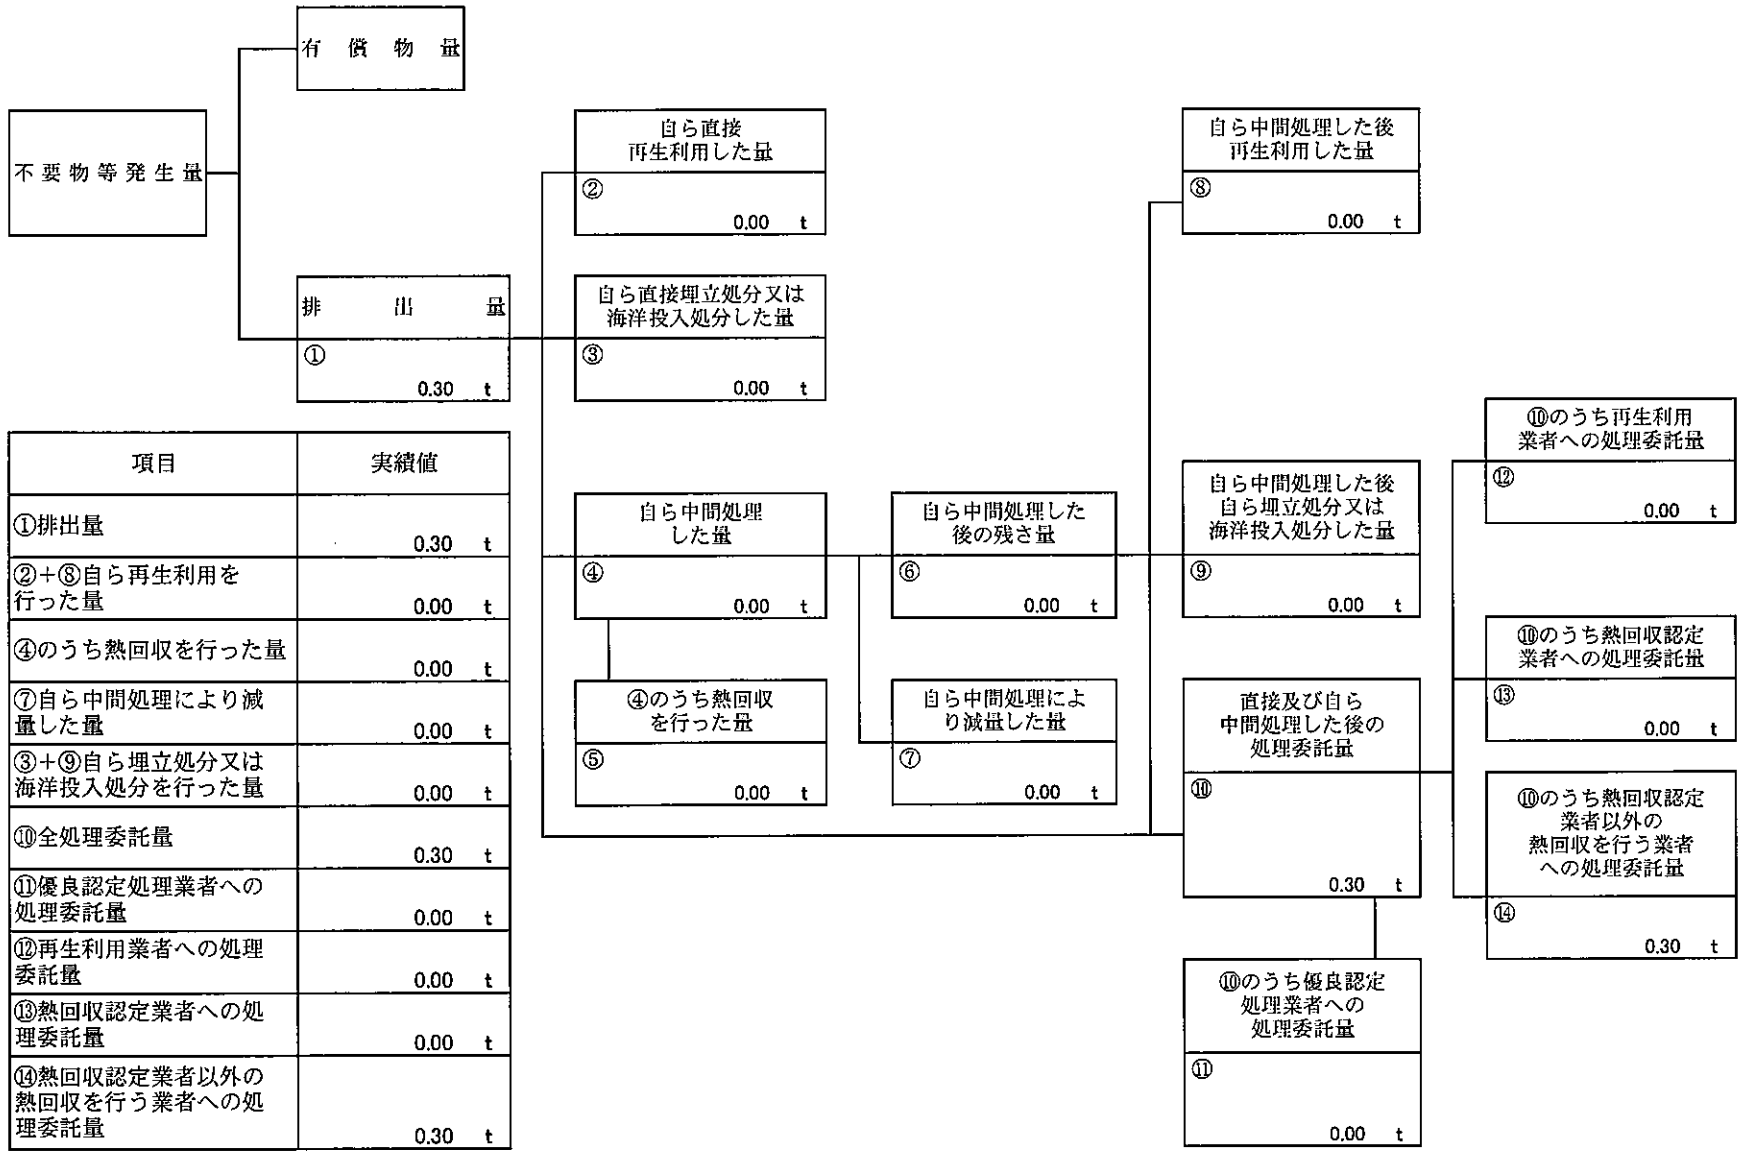 有償物量
不要物等発生量
排出量
①
0.30 t
自ら直接
再生利用した量
②
0.00 t
自ら直接埋立処分又は
海洋投入処分した量
③
0.00 t
自ら中間処理
した量
④
0.00 t
④のうち熱回収
を行った量
⑤
0.00 t
自ら中間処理した
後の残さ量
⑥
0.00 t
自ら中間処理によ
り減量した量
⑦
0.00 t
自ら中間処理した後
再生利用した量
⑧
0.00 t
自ら中間処理した後
自ら埋立処分又は
海洋投入処分した量
⑨
0.00 t
直接及び自ら
中間処理した後の
処理委託量
⑩
0.30 t
⑩のうち優良認定
処理業者への
処理委託量
⑪
0.00 t
⑩のうち再生利用
業者への処理委託量
⑫
0.00 t
⑩のうち熱回収認定
業者への処理委託量
⑬
0.00 t
⑩のうち熱回収認定
業者以外の
熱回収を行う業者
への処理委託量
⑭
0.30 t
項目 実績値
①排出量
0.30 t
②+⑧自ら再生利用を
行った量
0.00 t
④のうち熱回収を行った量
0.00 t
⑦自ら中間処理により減
量した量
0.00 t
③+⑨自ら埋立処分又は
海洋投入処分を行った量
0.00 t
⑩全処理委託量
0.30 t
⑪優良認定処理業者への
処理委託量
0.00 t
⑫再生利用業者への処理
委託量
0.00 t
⑬熱回収認定業者への処
理委託量
0.00 t
⑭熱回収認定業者以外の
熱回収を行う業者への処
理委託量
0.30 t